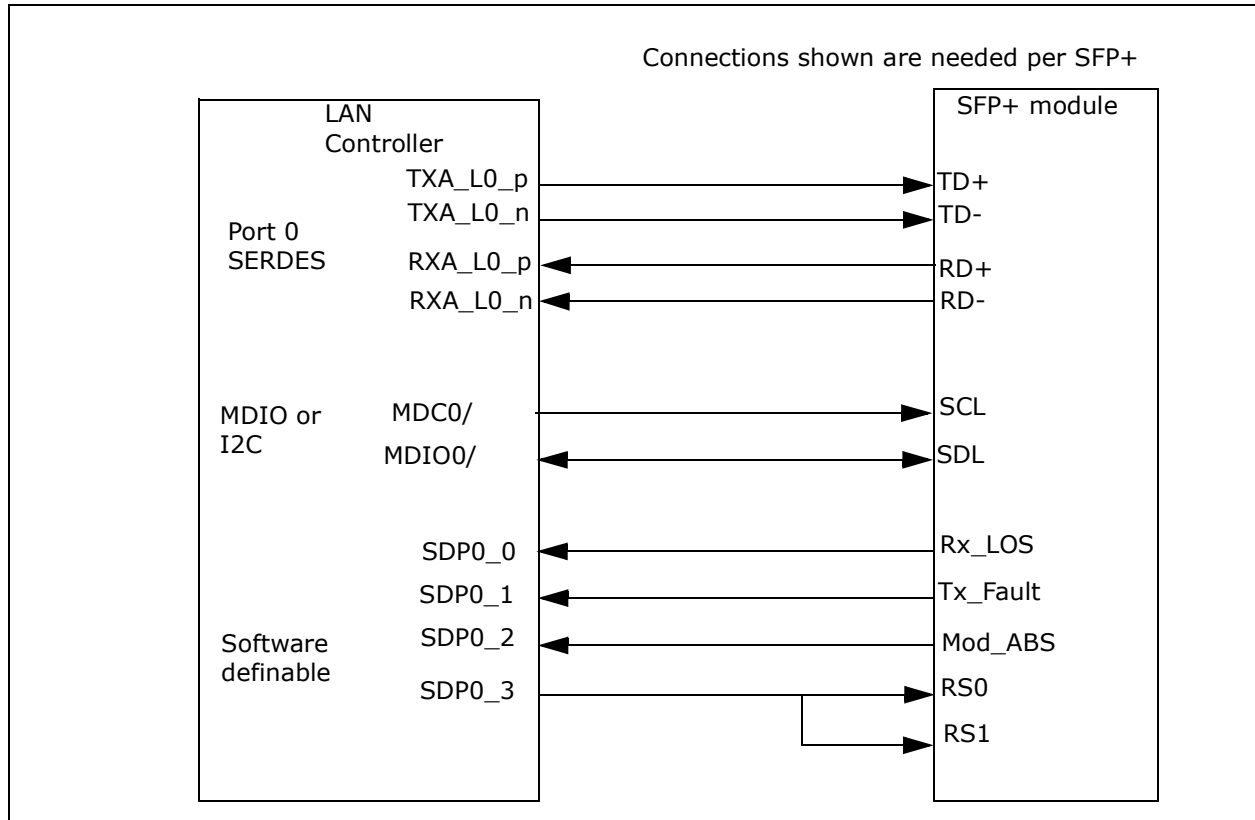 Connections shown are needed per SFP+
LAN
Controller
SFP+ module
Port 0
SERDES
TXA_L0_p
TXA_L0_n
RXA_L0_p
RXA_L0_n
TD+
TD-
RD+
RD-
MDIO or
I2C
MDC0/
MDIO0/
SCL
SDL
Software
definable
SDP0_0
SDP0_1
SDP0_2
SDP0_3
Rx_LOS
Tx_Fault
Mod_ABS
RS0
RS1